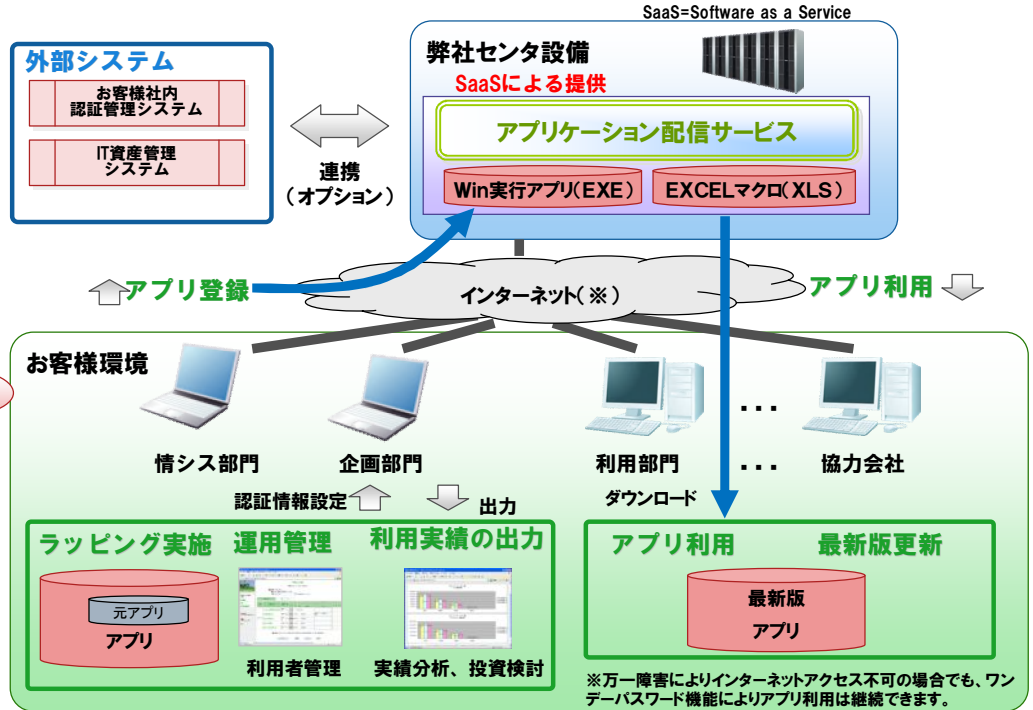 SaaS=Software as a Service
外部システム
お客様社内
認証管理システム
IT資産管理
システム
連携
（オプション）
弊社センタ設備
SaaSによる提供
アプリケーション配信サービス
Win実行アプリ(EXE)
EXCELマクロ(XLS)
アプリ登録
インターネット(※)
アプリ利用
お客様環境
情シス部門
企画部門
利用部門
協力会社
・・・
・・・
認証情報設定
出力
ダウンロード
ラッピング実施
運用管理
利用実績の出力
元アプリ
アプリ
利用者管理
実績分析、投資検討
アプリ利用
最新版更新
最新版
アプリ
※万一障害によりインターネットアクセス不可の場合でも、ワン
デーパスワード機能によりアプリ利用は継続できます。